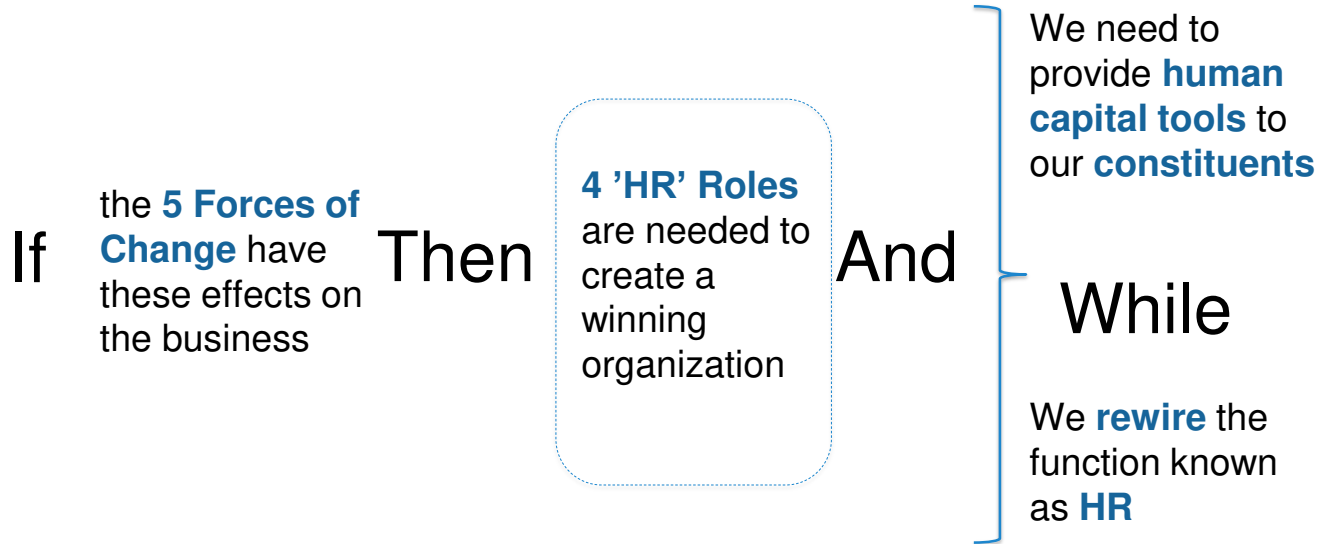 If
the 5 Forces of
Change have
these effects on
the business
Then
4 ’HR’ Roles
are needed to
create a
winning
organization
And
We need to
provide human
capital tools to
our constituents
While
We rewire the
function known
as HR